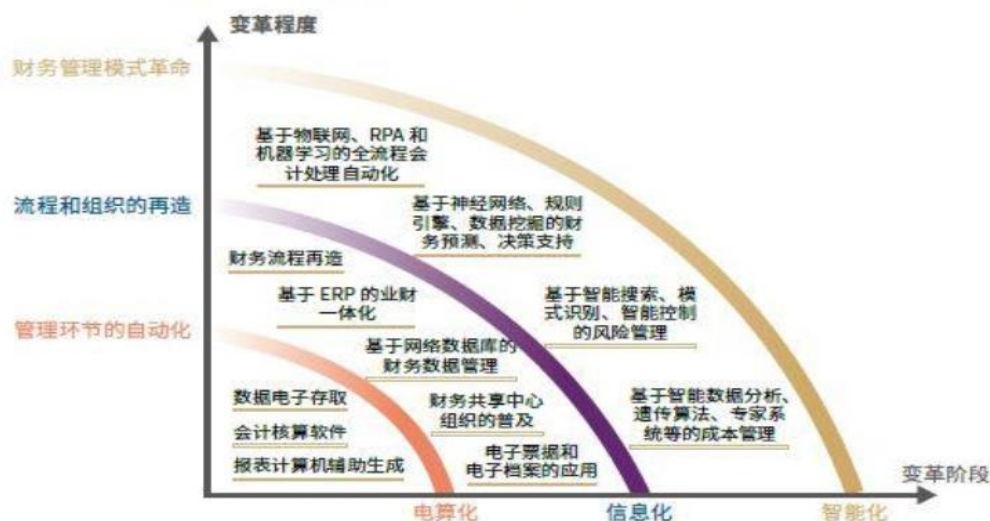 变革程度
财务管理模式革命
基于物联网、RPA 和
机器学习的全流程会
计处理自动化
流程和组织的再造
基于神经网络、规则
引擎、数据挖掘的财
务预测、决策支持
财务流程再造
基于 ERP 的业财
一体化
基于智能搜索、模
式识别、智能控制
的风险管理
管理环节的自动化
基于网络数据库的
财务数据管理
数据电子存取
财务共享中心
组织的普及
基于智能数据分析、
遗传算法、专家系
统等的成本管理
会计核算软件
报表计算机辅助生成
电子票据和
电子档案的应用
变革阶段
电算化
信息化
智能化